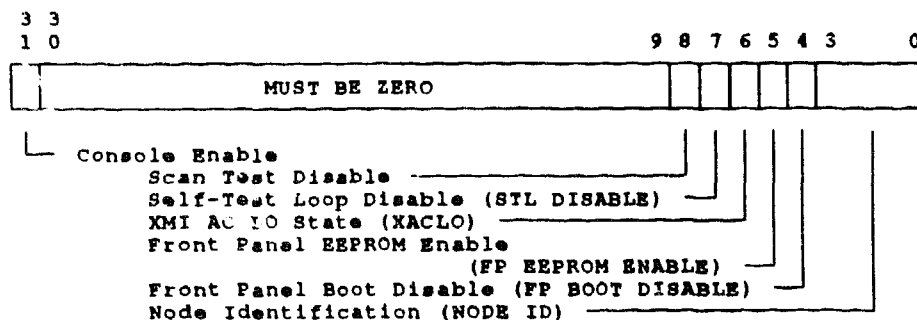 3 3
1 0 9 8 7 6 5 4 3 0
MUST BE ZERO
Console Enable
Scan Test Disable
Self-Test Loop Disable (STL DISABLE)
XMI AC LO State (XACLO)
Front Panel EEPROM Enable
(FP EEPROM ENABLE)
Front Panel Boot Disable (FP BOOT DISABLE)
Node Identification (NODE ID)